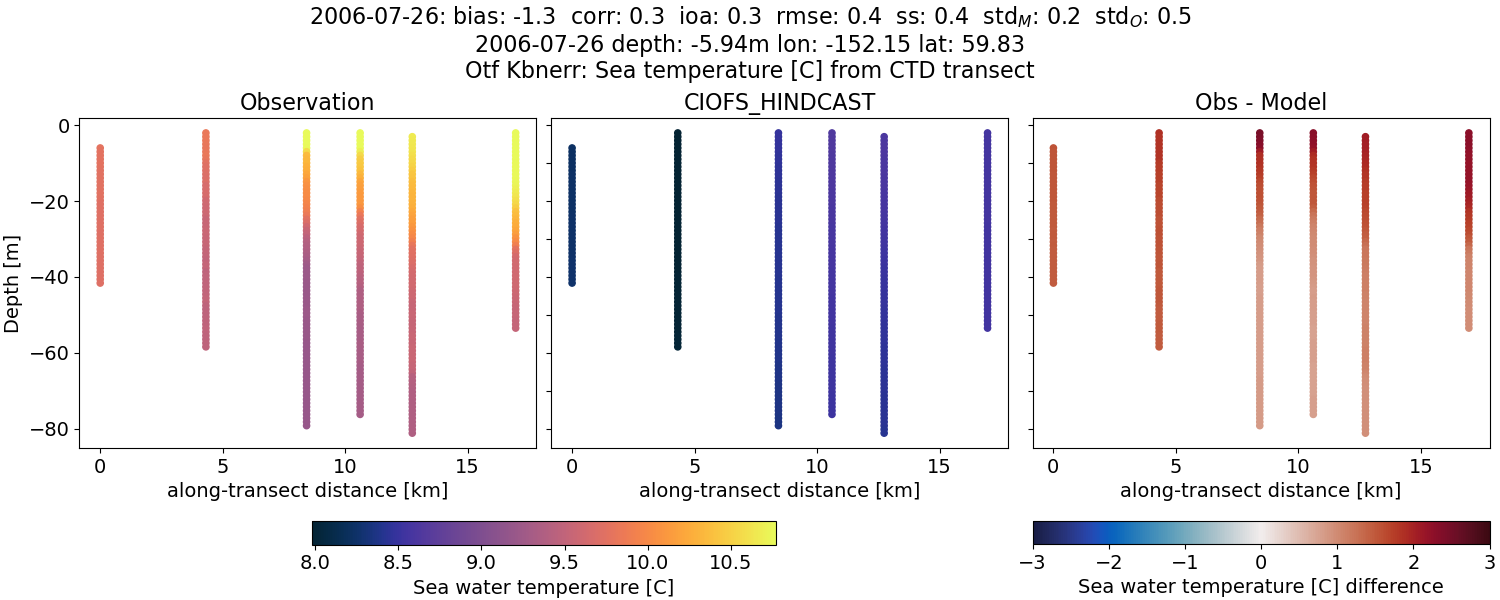 2006-07-26: bias: -1.3  corr: 0.3  ioa: 0.3  rmse: 0.4  ss: 0.4  std_M: 0.2  std_O: 0.5
2006-07-26 depth: -5.94m lon: -152.15 lat: 59.83
Otf Kbnerr: Sea temperature [C] from CTD transect
Observation
CIOFS_HINDCAST
Obs - Model
Depth [m]
0
−20
−40
−60
−80
0 5 10 15
0 5 10 15
0 5 10 15
along-transect distance [km]
along-transect distance [km]
along-transect distance [km]
8.0 8.5 9.0 9.5 10.0 10.5
Sea water temperature [C]
−3 −2 −1 0 1 2 3
Sea water temperature [C] difference